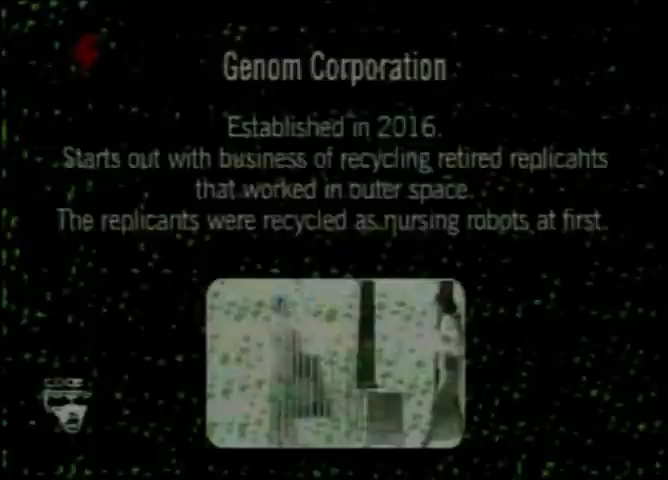 Genom Corporation
Established in 2016.
Starts out with business of recycling retired replicants
that worked in outer space.
The replicants were recycled as nursing robots at first.